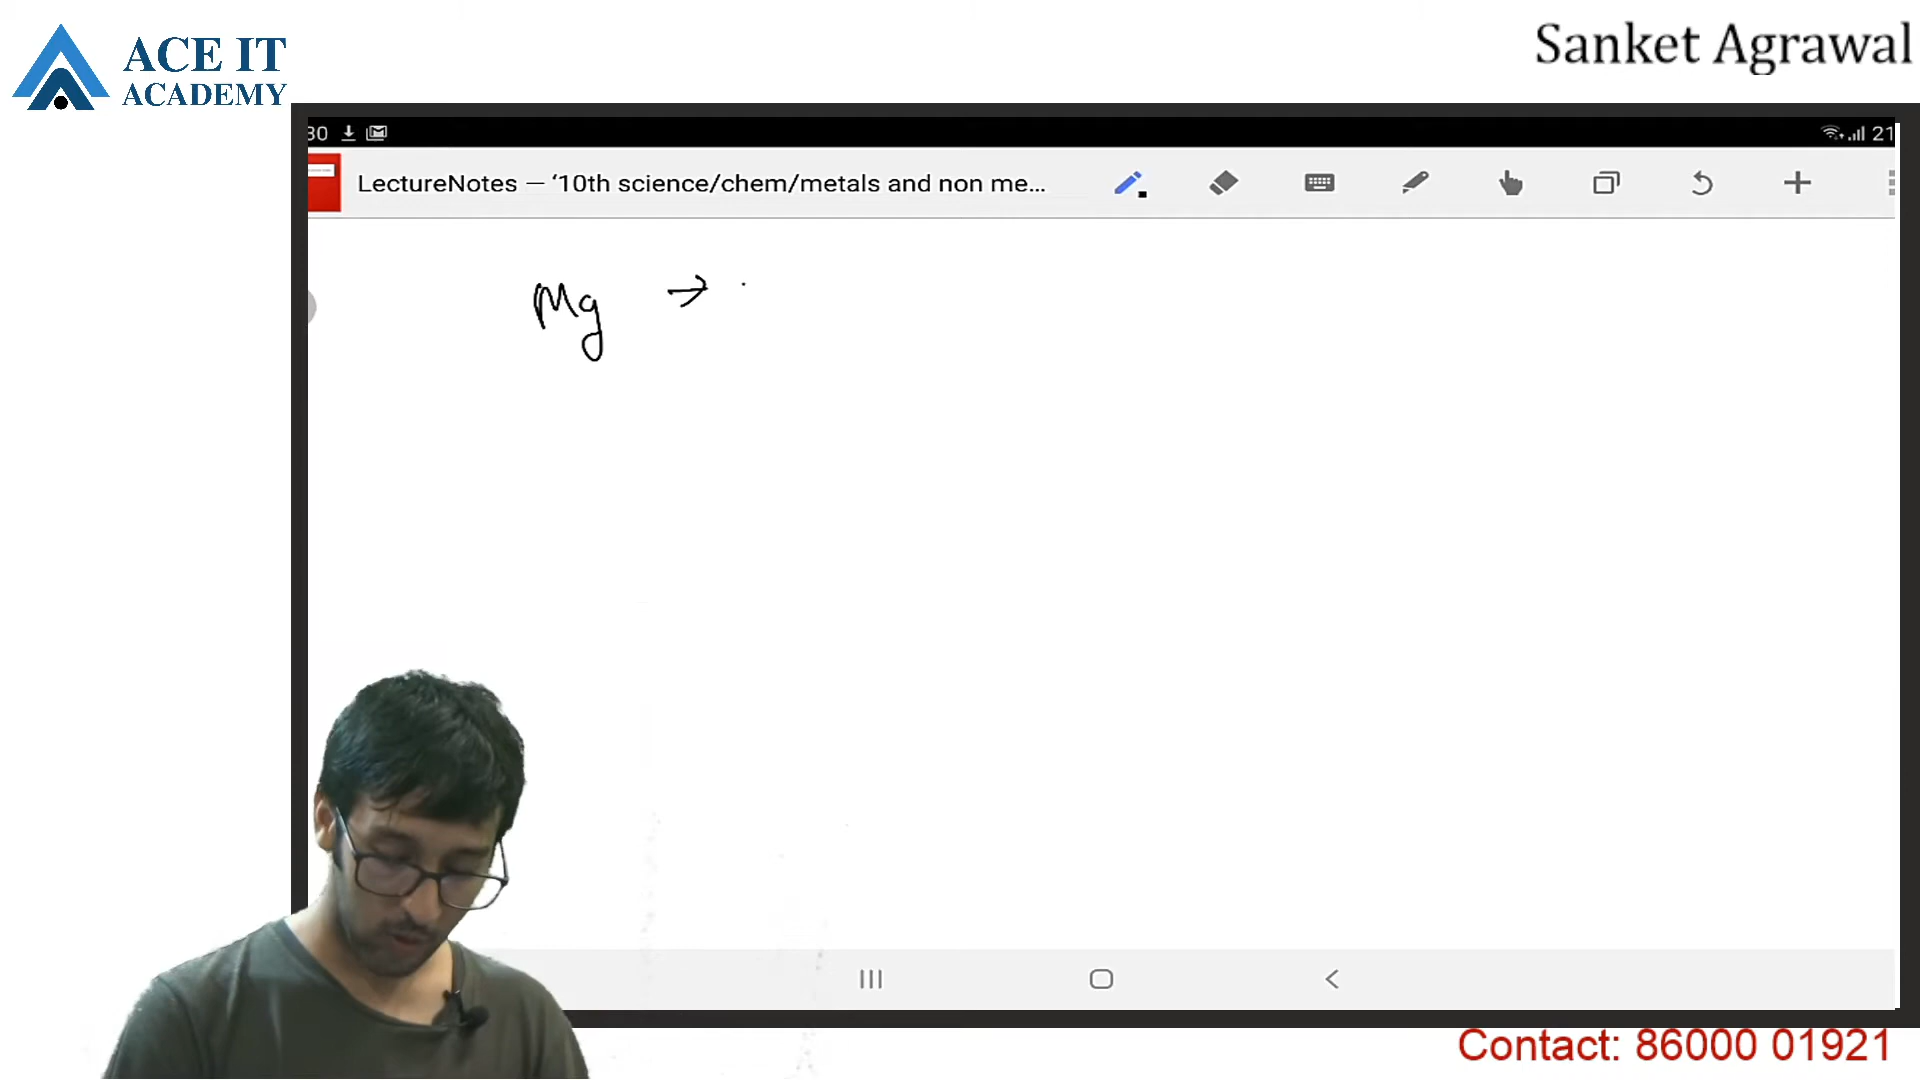 ACE IT
ACADEMY
Sanket Agrawal
30
21
LectureNotes — ‘10th science/chem/metals and non me...
Mg →
Contact: 86000 01921